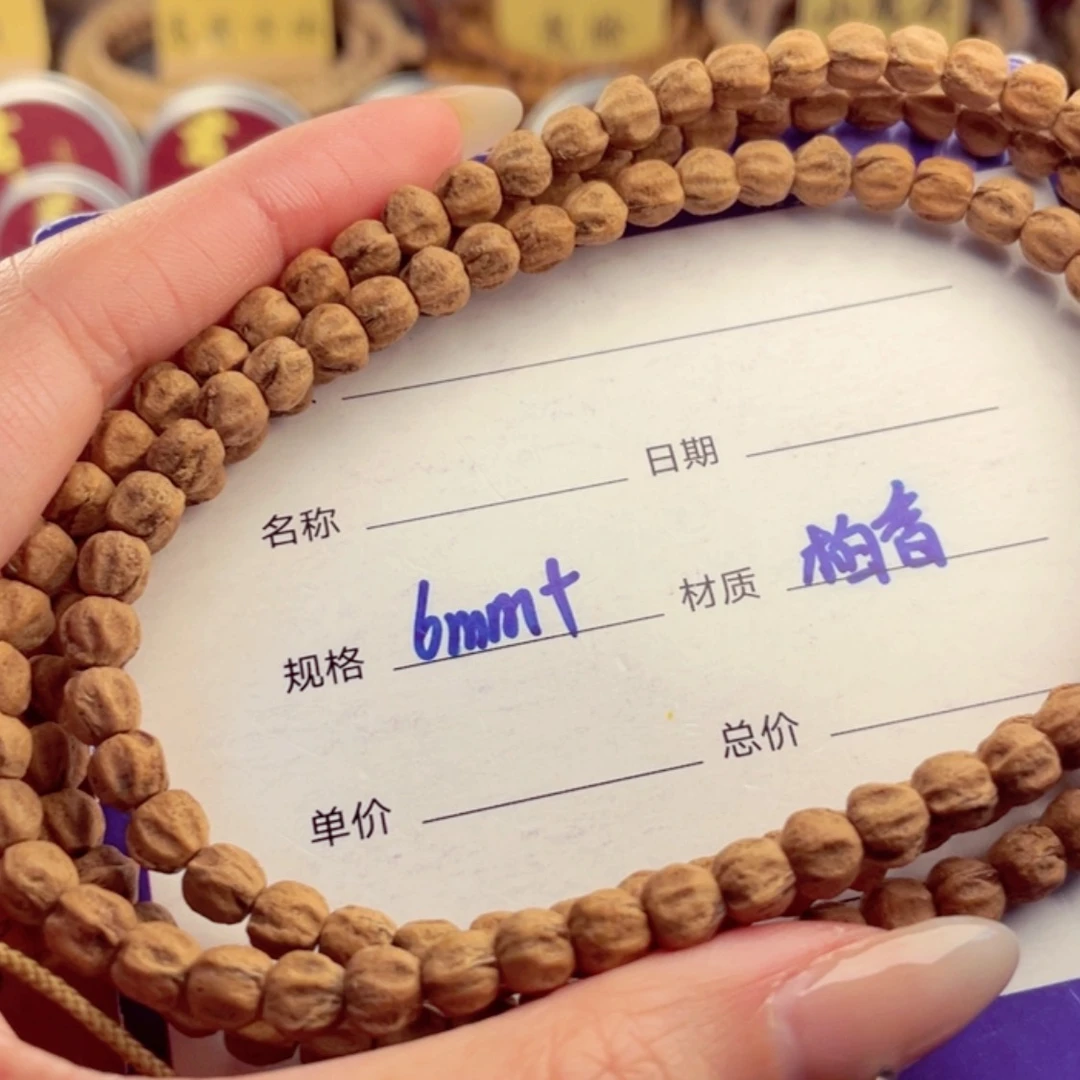 名称 日期
规格 6mm+ 材质 柏香
单价 总价